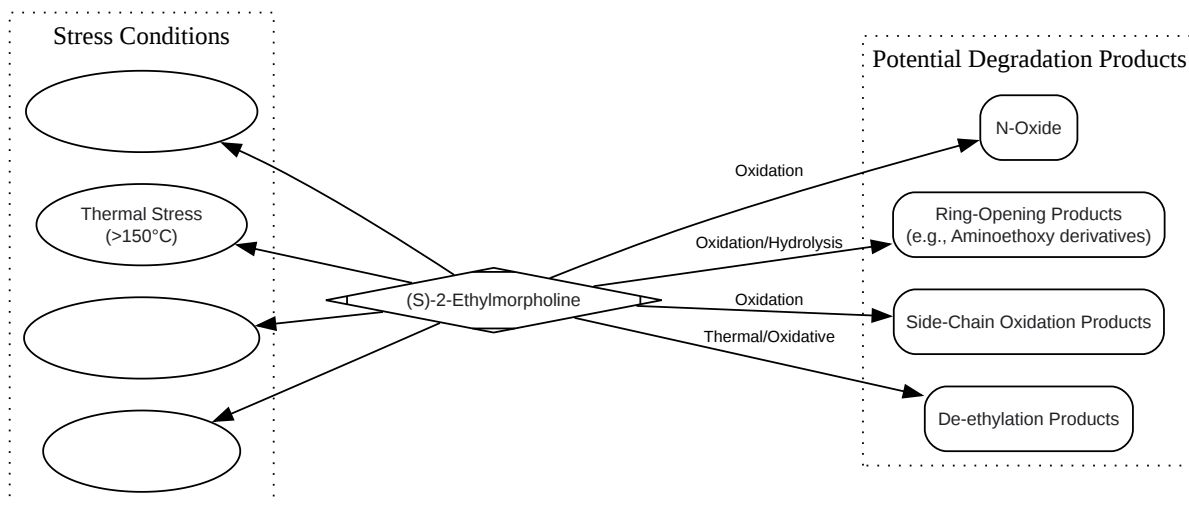 Stress Conditions
Thermal Stress
(>150°C)
(S)-2-Ethylmorpholine
Oxidation
Oxidation/Hydrolysis
Oxidation
Thermal/Oxidative
Potential Degradation Products
N-Oxide
Ring-Opening Products
(e.g., Aminoethoxy derivatives)
Side-Chain Oxidation Products
De-ethylation Products